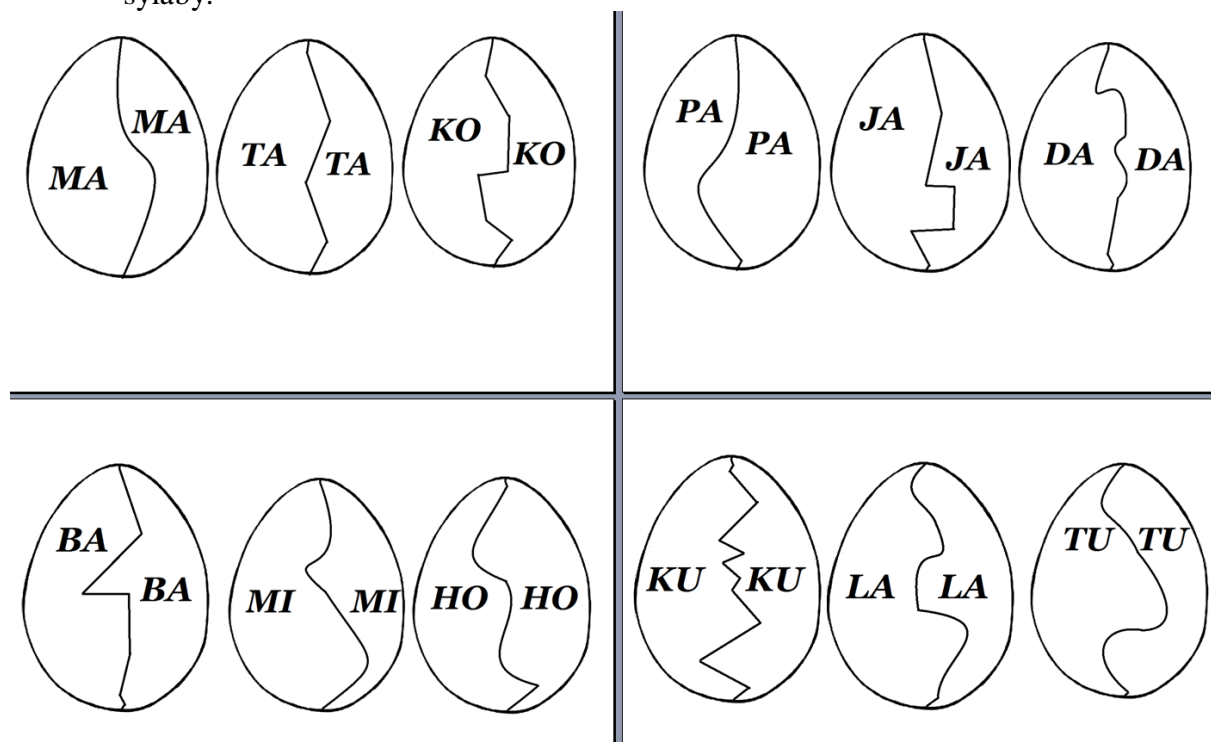 sylaby.
MA MA TA TA KO KO
PA PA JA JA DA DA
BA BA MI MI HO HO
KU KU LA LA TU TU